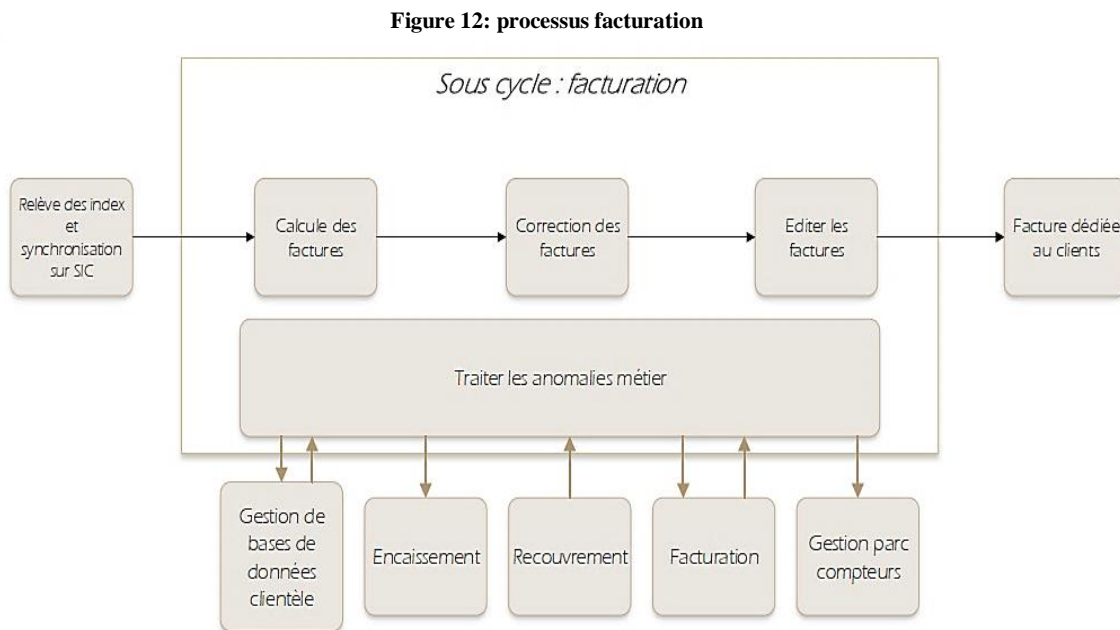 Figure 12: processus facturation
Sous cycle : facturation
Relève des index
et
synchronisation
sur SIC
Calcule des
factures
Correction des
factures
Editer les
factures
Facture dédiée
au clients
Traiter les anomalies métier
Gestion de
bases de
données
clientèle
Encaissement
Recouvrement
Facturation
Gestion parc
compteurs